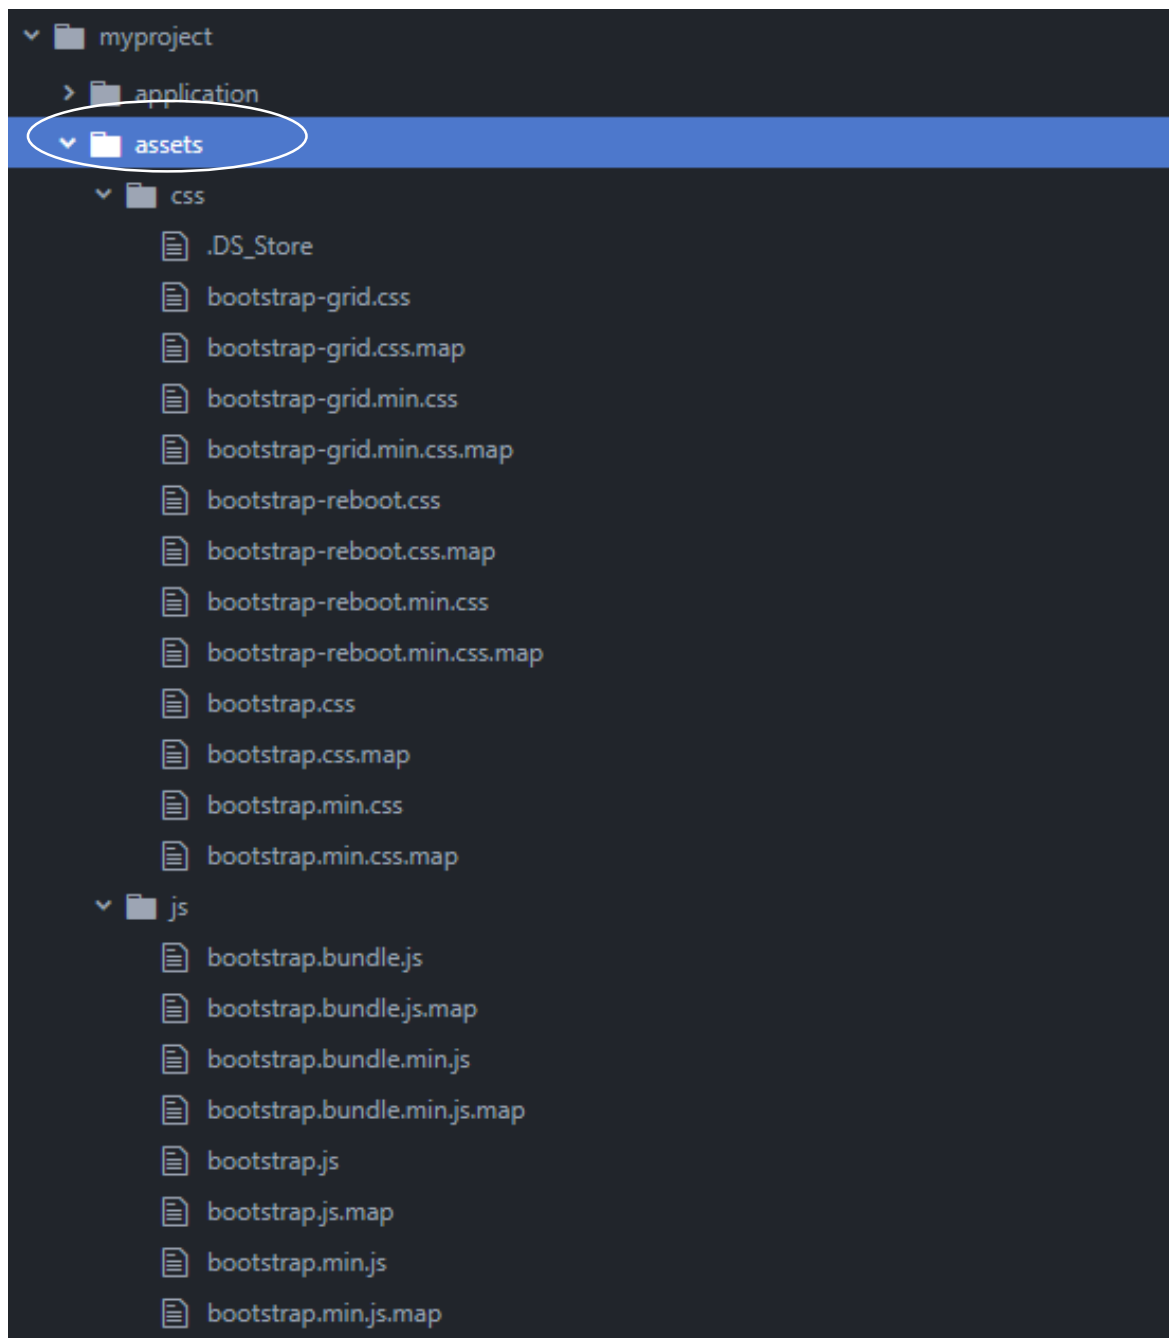 myproject
application
assets
css
.DS_Store
bootstrap-grid.css
bootstrap-grid.css.map
bootstrap-grid.min.css
bootstrap-grid.min.css.map
bootstrap-reboot.css
bootstrap-reboot.css.map
bootstrap-reboot.min.css
bootstrap-reboot.min.css.map
bootstrap.css
bootstrap.css.map
bootstrap.min.css
bootstrap.min.css.map
js
bootstrap.bundle.js
bootstrap.bundle.js.map
bootstrap.bundle.min.js
bootstrap.bundle.min.js.map
bootstrap.js
bootstrap.js.map
bootstrap.min.js
bootstrap.min.js.map